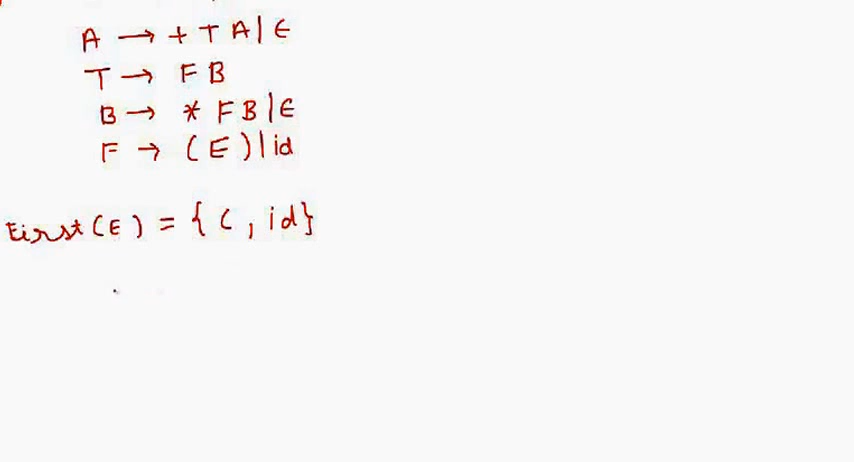 A → + T A | ε
T → F B
B → * F B | ε
F → ( E ) | id
First ( E ) = { ( , id }